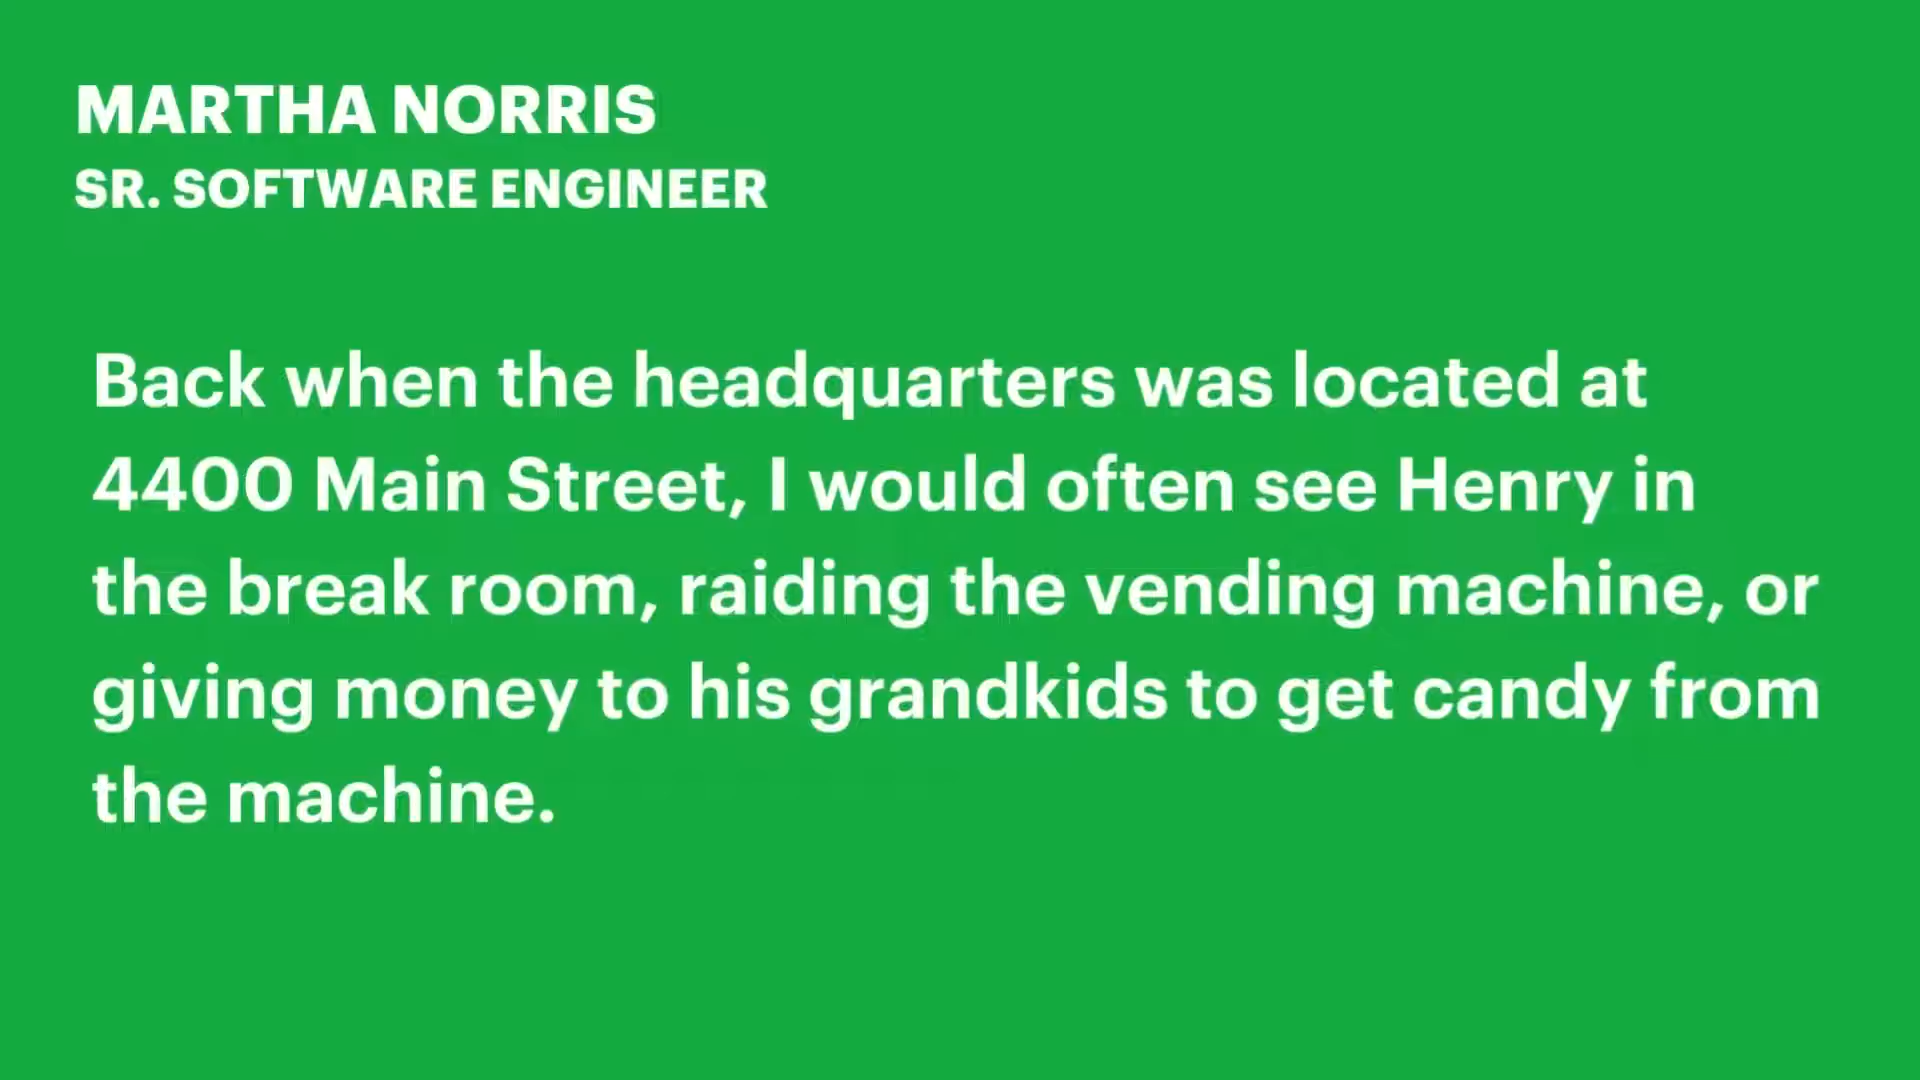 MARTHA NORRIS
SR. SOFTWARE ENGINEER
Back when the headquarters was located at
4400 Main Street, I would often see Henry in
the break room, raiding the vending machine, or
giving money to his grandkids to get candy from
the machine.